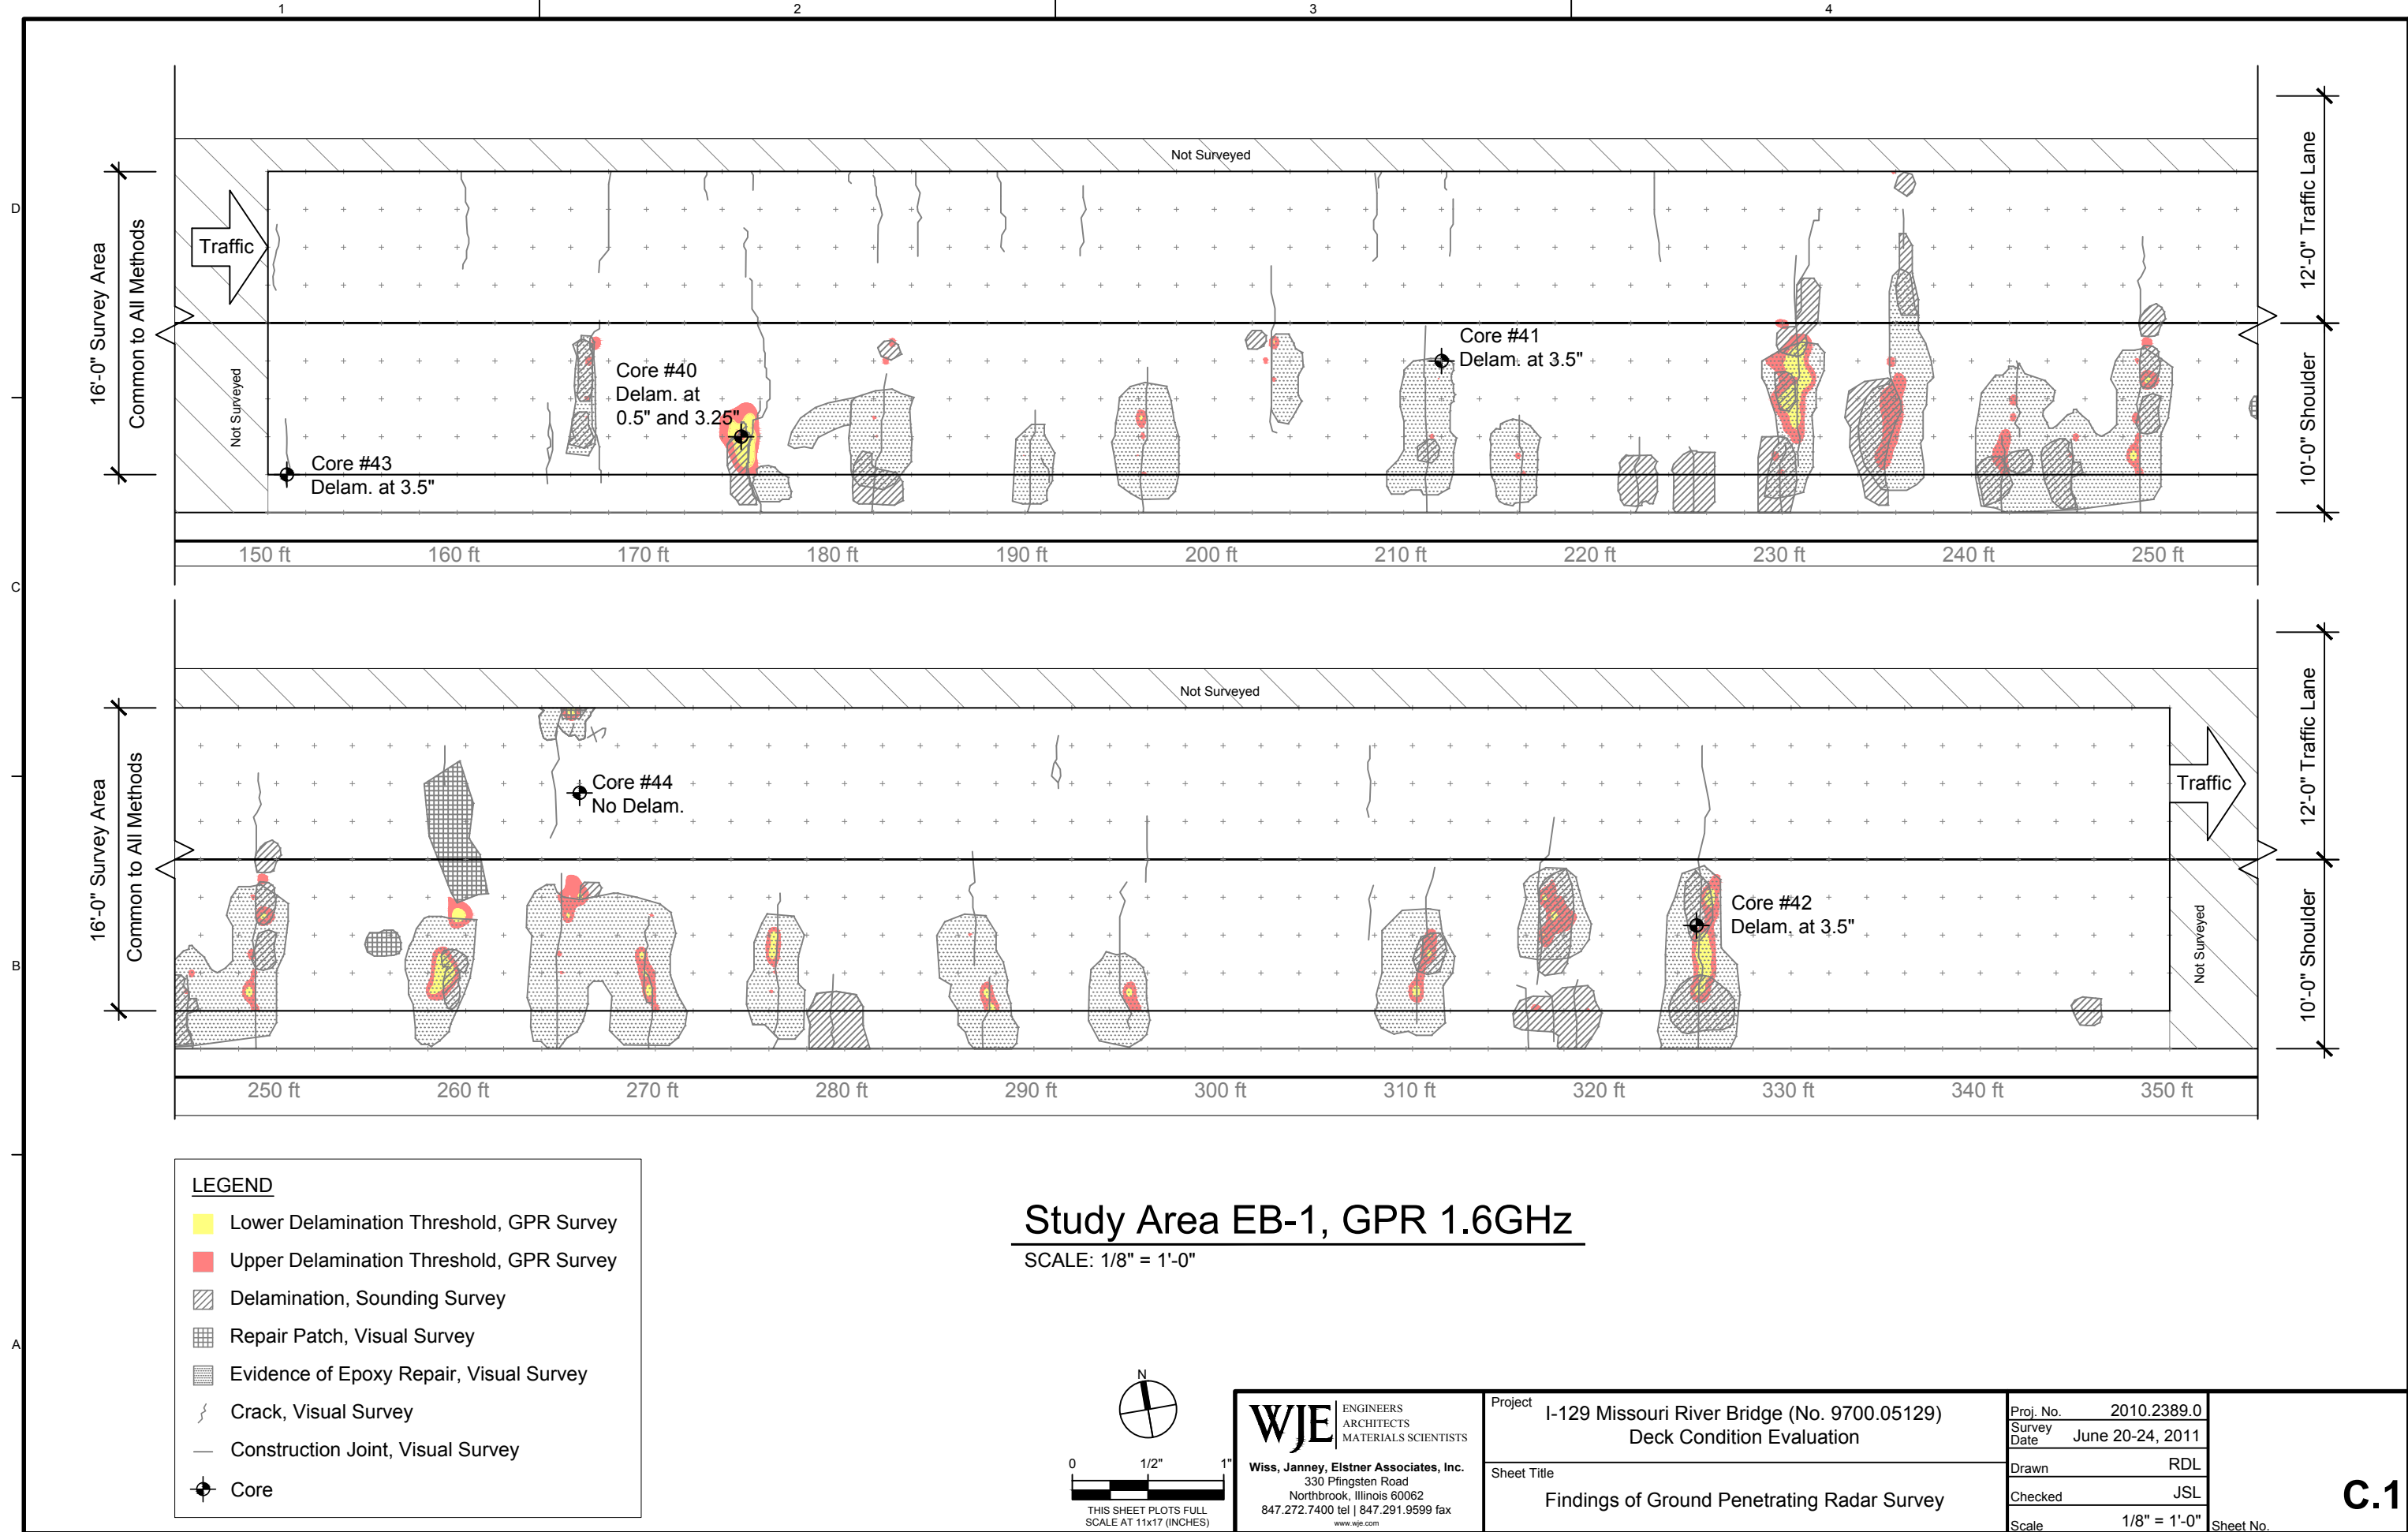 1
2
3
4
D
C
B
A
Not Surveyed
16'-0" Survey Area
Common to All Methods
Traffic
Not Surveyed
Core #43
Delam. at 3.5"
Core #40
Delam. at
0.5" and 3.25"
Core #41
Delam. at 3.5"
12'-0" Traffic Lane
10'-0" Shoulder
150 ft
160 ft
170 ft
180 ft
190 ft
200 ft
210 ft
220 ft
230 ft
240 ft
250 ft
Not Surveyed
16'-0" Survey Area
Common to All Methods
Core #44
No Delam.
Core #42
Delam. at 3.5"
Traffic
Not Surveyed
12'-0" Traffic Lane
10'-0" Shoulder
250 ft
260 ft
270 ft
280 ft
290 ft
300 ft
310 ft
320 ft
330 ft
340 ft
350 ft
LEGEND
Lower Delamination Threshold, GPR Survey
Upper Delamination Threshold, GPR Survey
Delamination, Sounding Survey
Repair Patch, Visual Survey
Evidence of Epoxy Repair, Visual Survey
Crack, Visual Survey
Construction Joint, Visual Survey
Core
Study Area EB-1, GPR 1.6GHz
SCALE: 1/8" = 1'-0"
N
0 1/2" 1"
THIS SHEET PLOTS FULL
SCALE AT 11x17 (INCHES)
WJE
ENGINEERS
ARCHITECTS
MATERIALS SCIENTISTS
Wiss, Janney, Elstner Associates, Inc.
330 Pfingsten Road
Northbrook, Illinois 60062
847.272.7400 tel | 847.291.9599 fax
www.wje.com
Project
I-129 Missouri River Bridge (No. 9700.05129)
Deck Condition Evaluation
Sheet Title
Findings of Ground Penetrating Radar Survey
Proj. No. 2010.2389.0
Survey
Date June 20-24, 2011
Drawn RDL
Checked JSL
Scale 1/8" = 1'-0"
Sheet No.
C.1